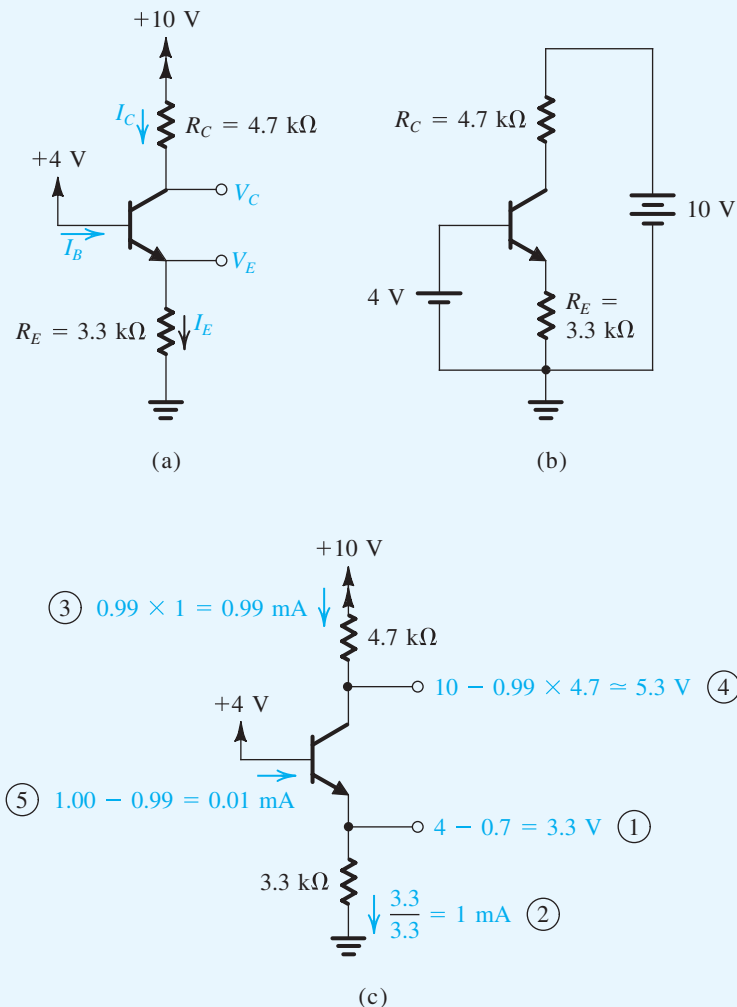 +10 V
I_C
R_C = 4.7 kΩ
+4 V
V_C
I_B
V_E
R_E = 3.3 kΩ
I_E
(a)
R_C = 4.7 kΩ
10 V
4 V
R_E =
3.3 kΩ
(b)
+10 V
③ 0.99 × 1 = 0.99 mA
4.7 kΩ
10 − 0.99 × 4.7 ≃ 5.3 V ④
+4 V
⑤ 1.00 − 0.99 = 0.01 mA
4 − 0.7 = 3.3 V ①
3.3 kΩ
3.3/3.3 = 1 mA ②
(c)